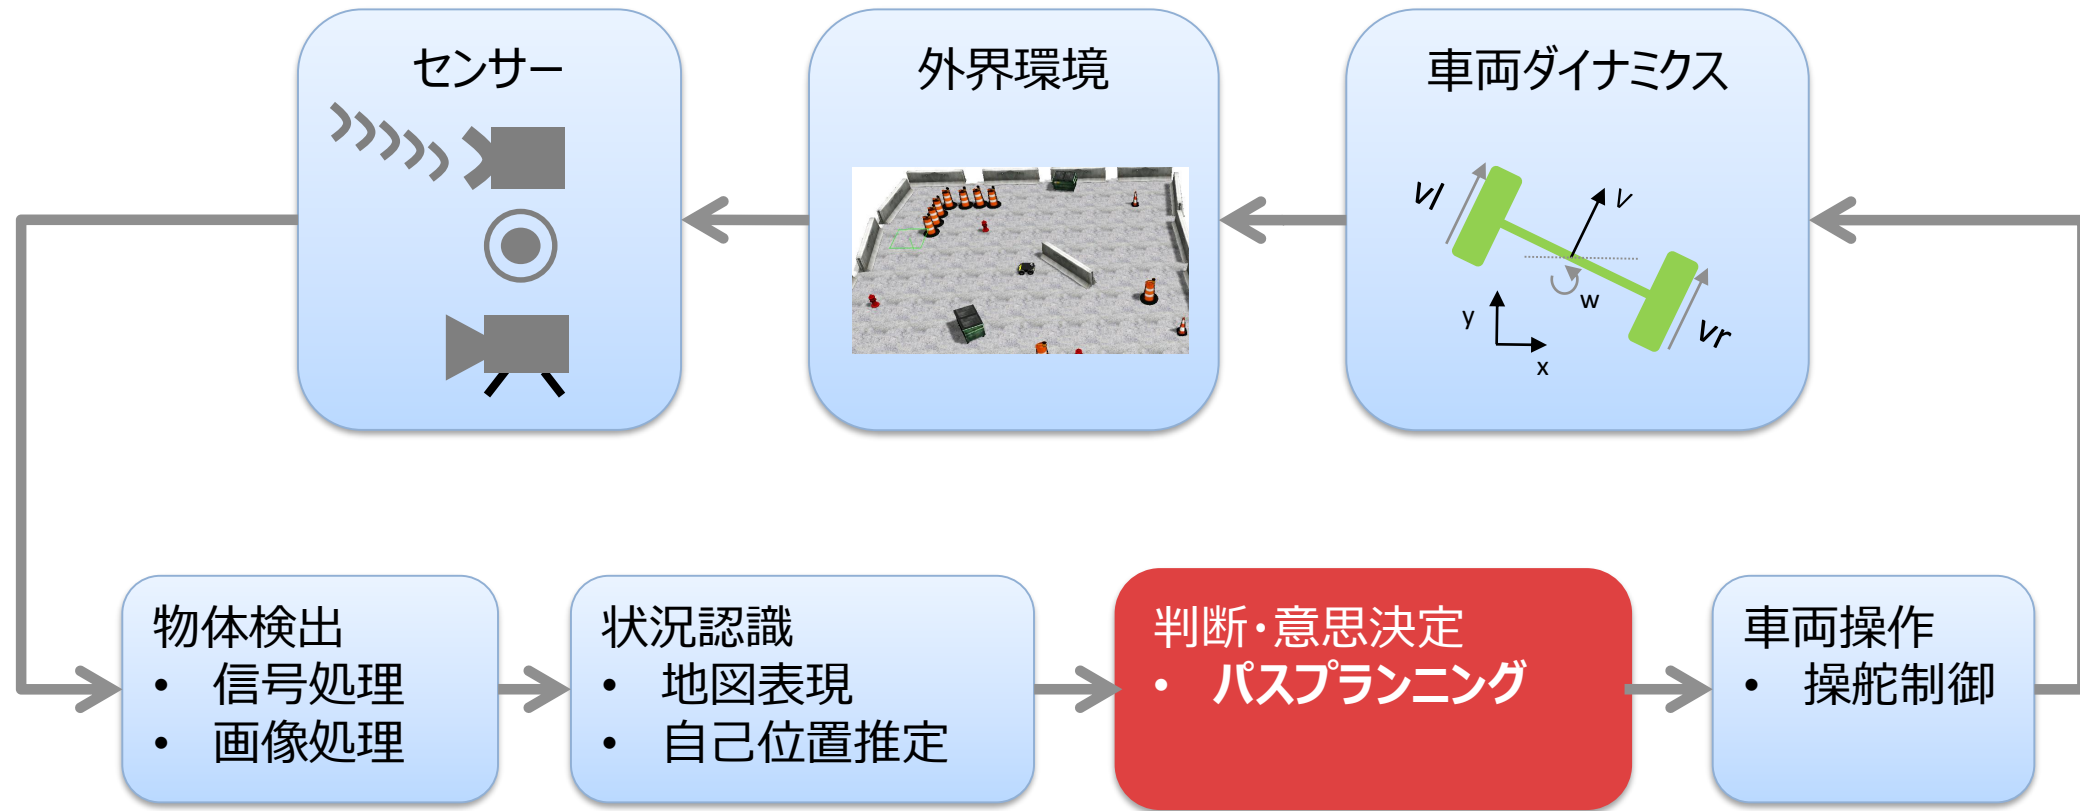 センサー
外界環境
車両ダイナミクス
vl
V
w
y
x
vr
物体検出
• 信号処理
• 画像処理
状況認識
• 地図表現
• 自己位置推定
判断・意思決定
• パスプランニング
車両操作
• 操舵制御